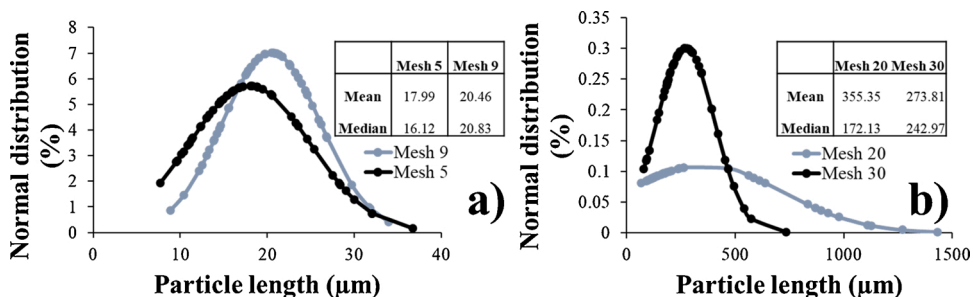 Normal distribution
(%)
8
7
6
5
4
3
2
1
0
0 10 20 30 40
Particle length (µm)
Mesh 5 Mesh 9
Mean 17.99 20.46
Median 16.12 20.83
Mesh 9
Mesh 5
a)
Normal distribution
(%)
0.35
0.3
0.25
0.2
0.15
0.1
0.05
0
0 500 1000 1500
Particle length (µm)
Mesh 20 Mesh 30
Mean 355.35 273.81
Median 172.13 242.97
Mesh 20
Mesh 30
b)